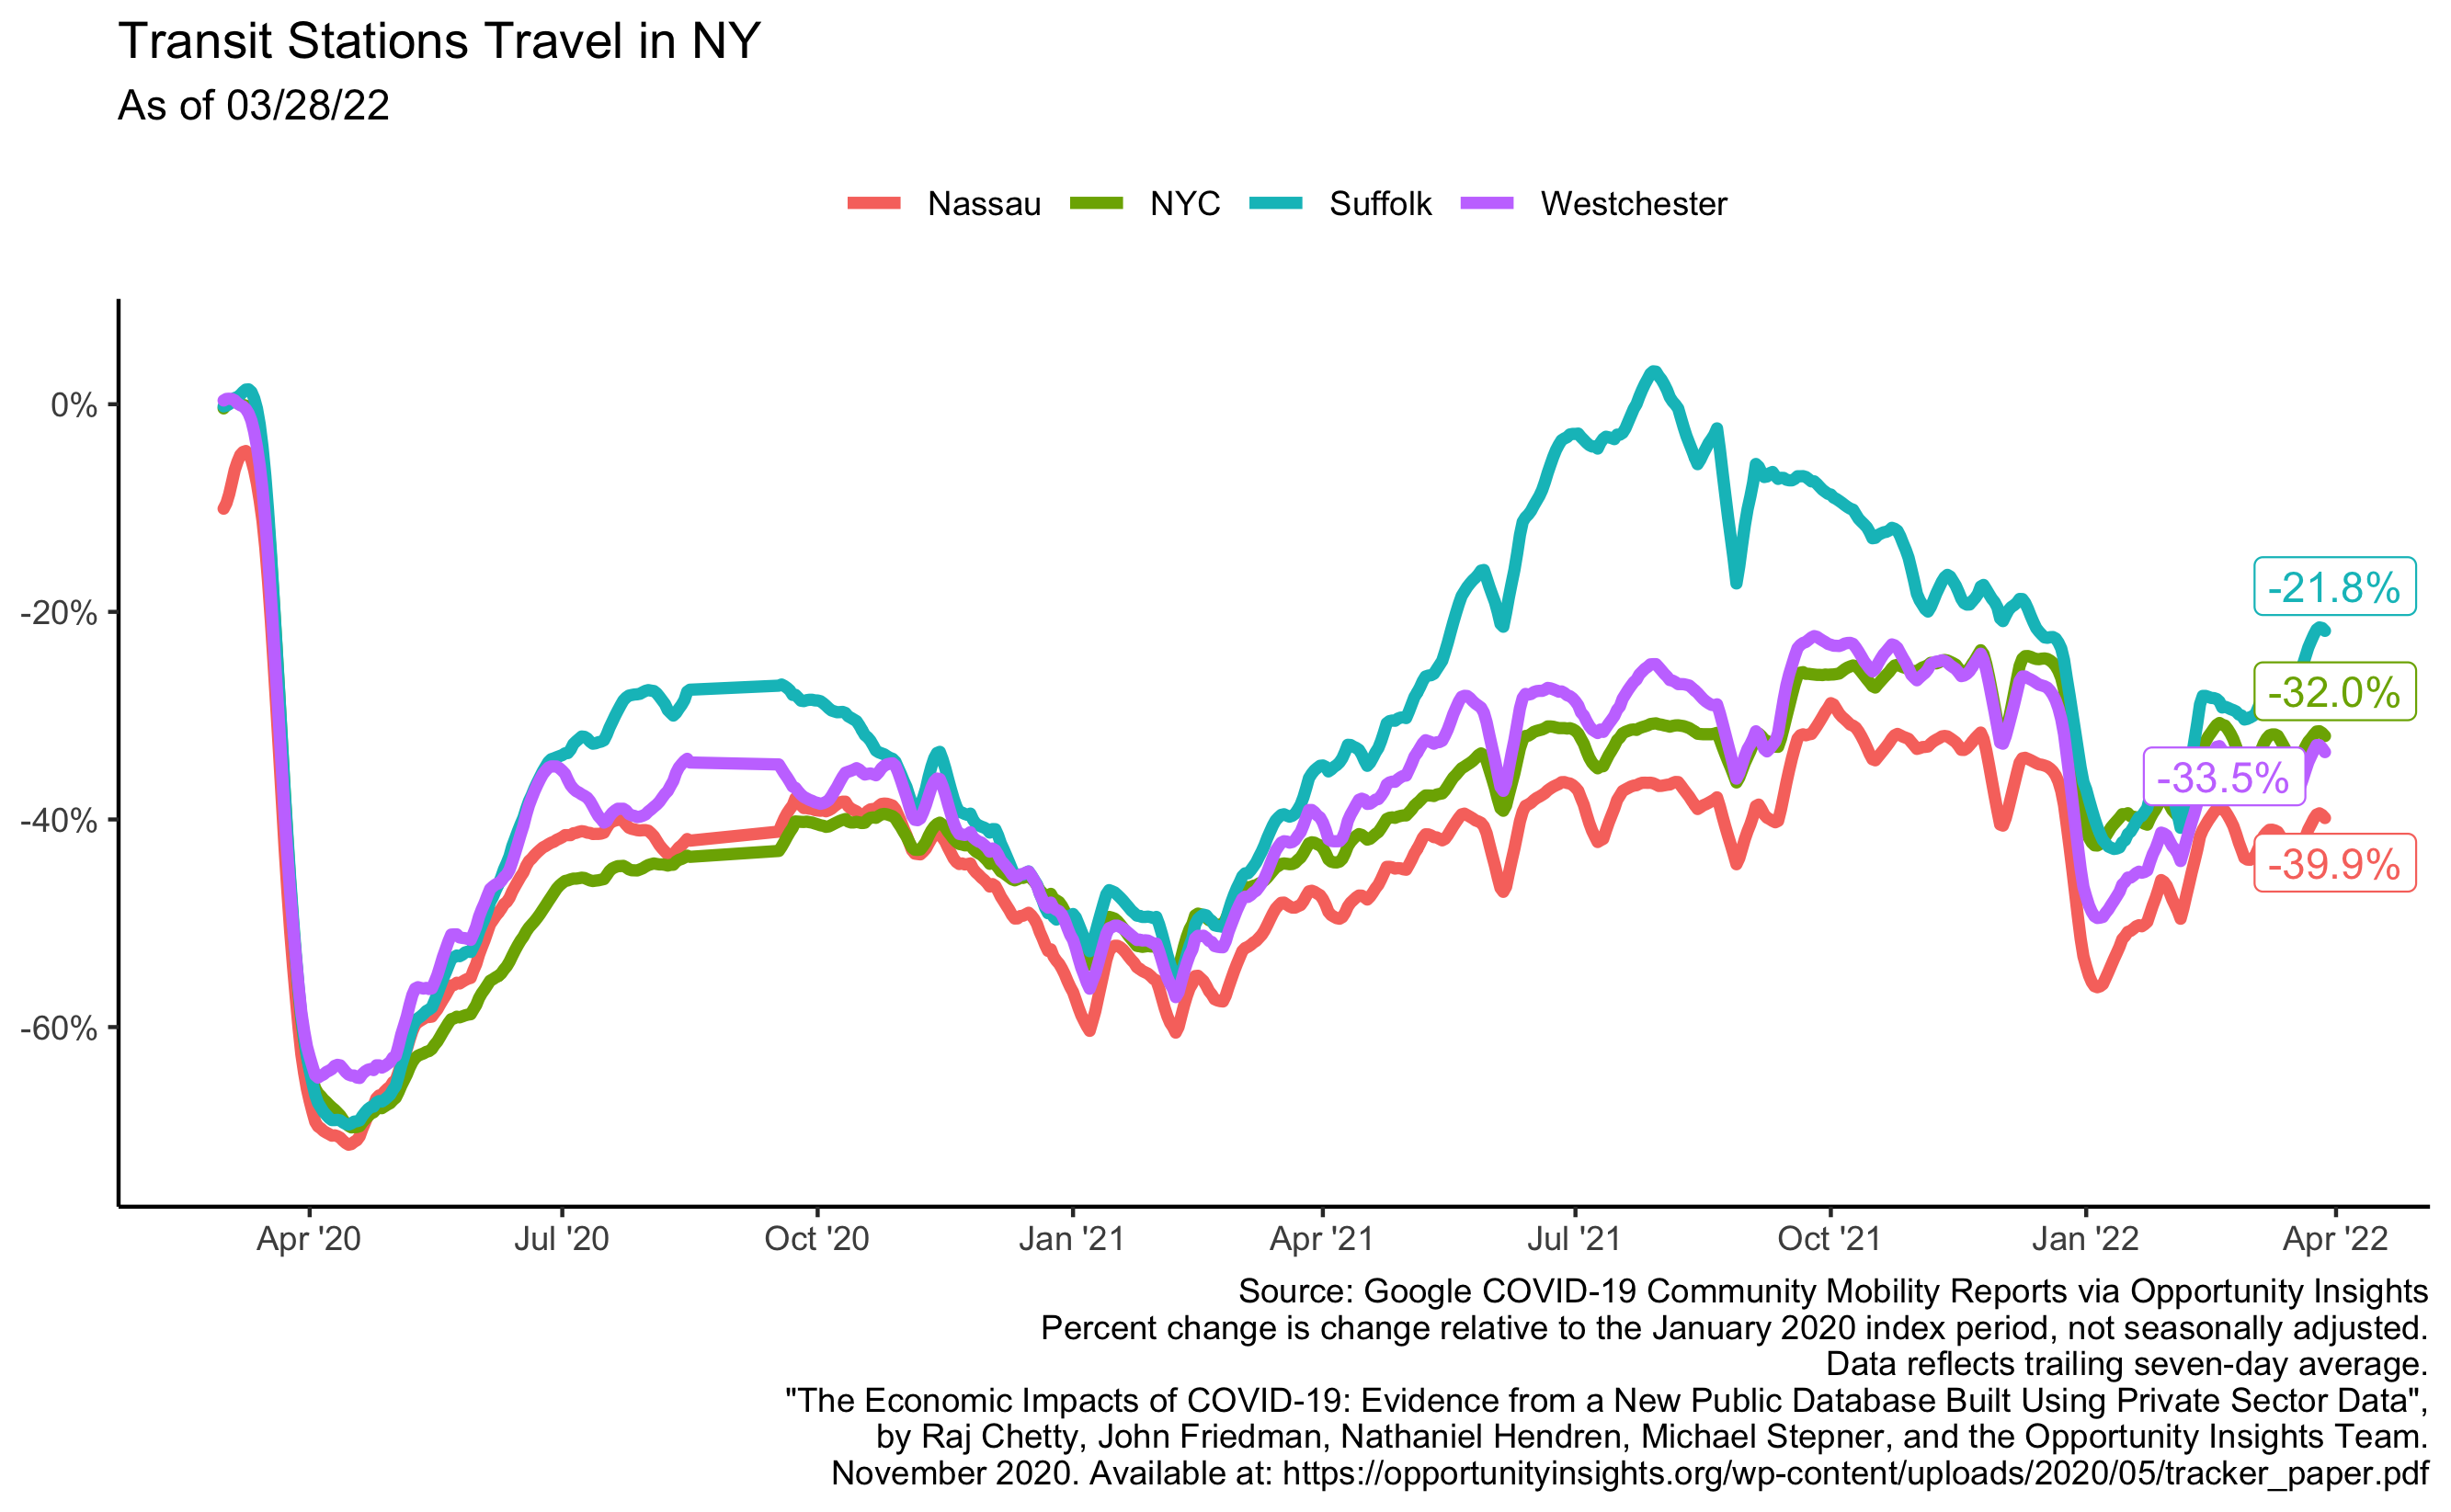 Transit Stations Travel in NY
As of 03/28/22
Nassau NYC Suffolk Westchester
0%
-20%
-40%
-60%
-21.8%
-32.0%
-33.5%
-39.9%
Apr '20 Jul '20 Oct '20 Jan '21 Apr '21 Jul '21 Oct '21 Jan '22 Apr '22
Source: Google COVID-19 Community Mobility Reports via Opportunity Insights
Percent change is change relative to the January 2020 index period, not seasonally adjusted.
Data reflects trailing seven-day average.
"The Economic Impacts of COVID-19: Evidence from a New Public Database Built Using Private Sector Data",
by Raj Chetty, John Friedman, Nathaniel Hendren, Michael Stepner, and the Opportunity Insights Team.
November 2020. Available at: https://opportunityinsights.org/wp-content/uploads/2020/05/tracker_paper.pdf